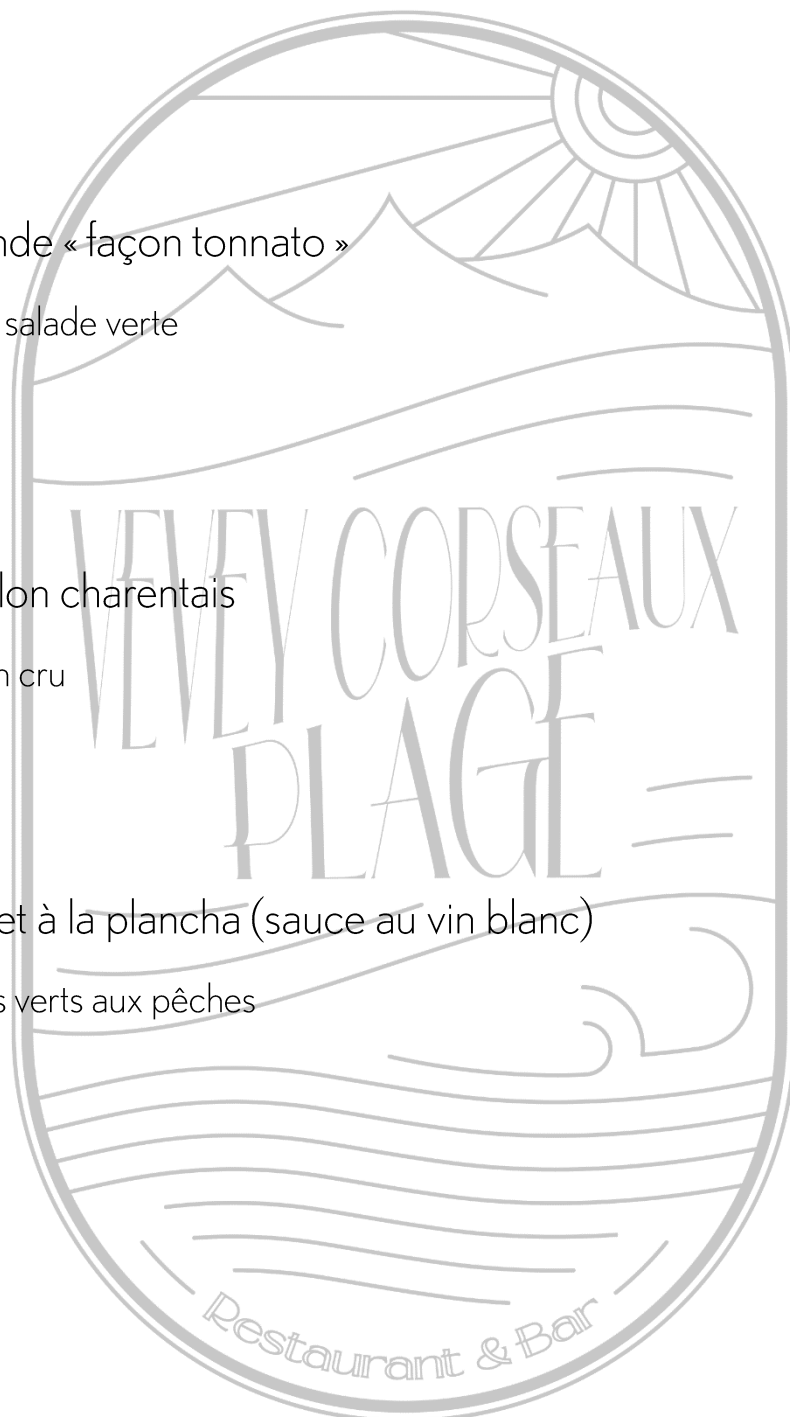 nde « façon tonnato »
salade verte
VEVEY CORSEAUX
PLAGE
lon charentais
n cru
et à la plancha (sauce au vin blanc)
s verts aux pêches
Restaurant & Bar